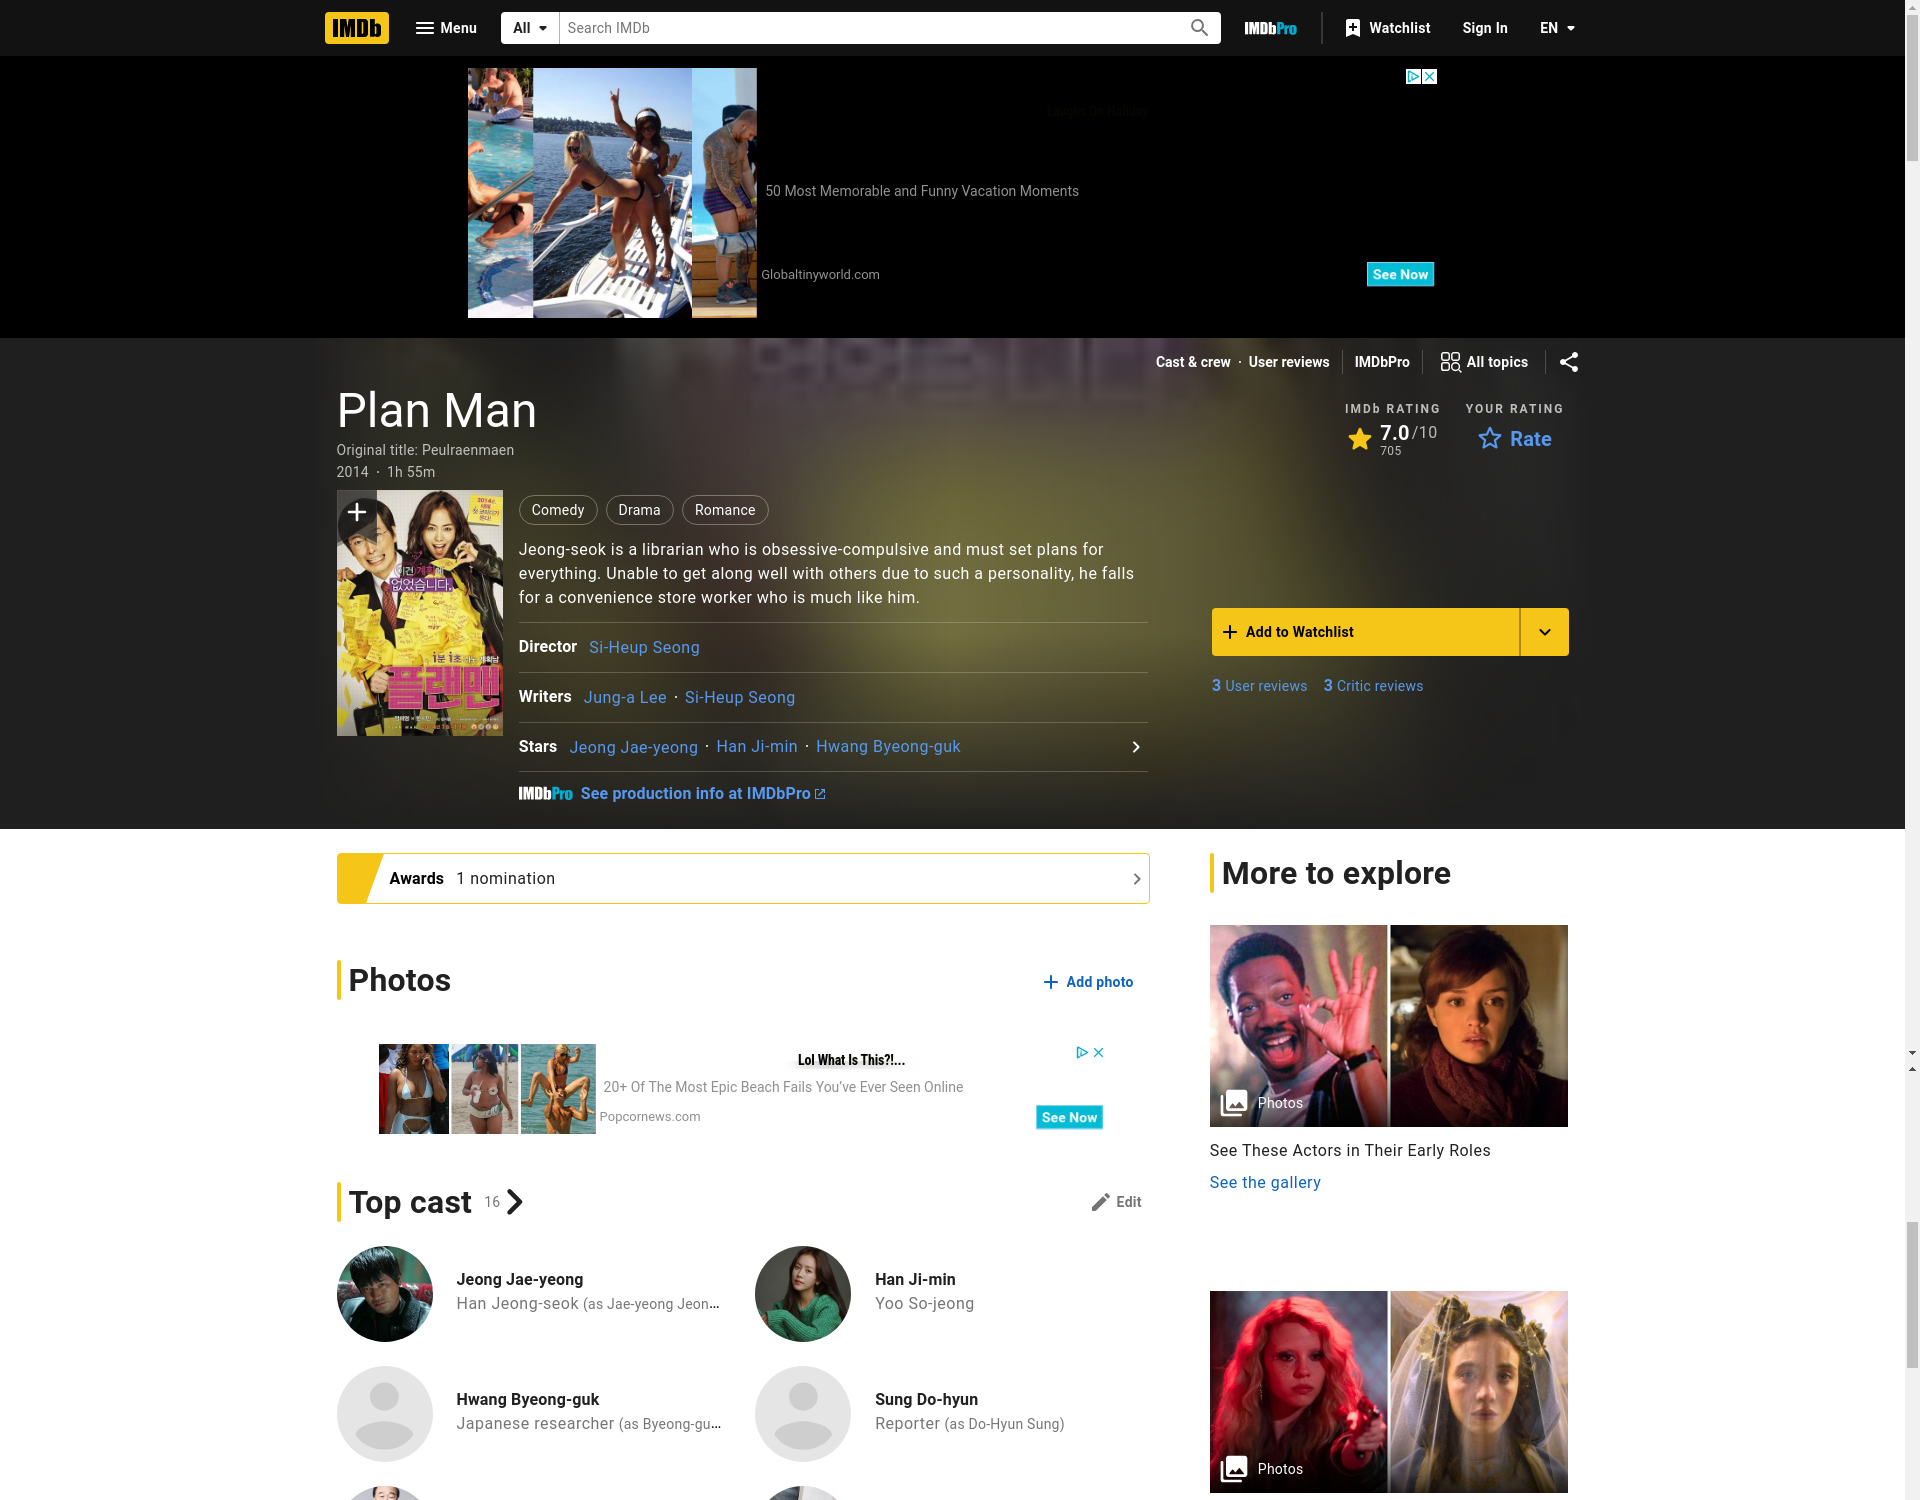 IMDb
Menu
All
Search IMDb
IMDbPro
Watchlist
Sign In
EN
Laughs On Holiday
50 Most Memorable and Funny Vacation Moments
Globaltinyworld.com
See Now
Cast & crew · User reviews
IMDbPro
All topics
Plan Man
Original title: Peulraenmaen
2014 · 1h 55m
IMDb RATING
7.0/10
705
YOUR RATING
Rate
없었습니다.
플랜맨
Comedy
Drama
Romance
Jeong-seok is a librarian who is obsessive-compulsive and must set plans for
everything. Unable to get along well with others due to such a personality, he falls
for a convenience store worker who is much like him.
Director Si-Heup Seong
Writers Jung-a Lee · Si-Heup Seong
Stars Jeong Jae-yeong · Han Ji-min · Hwang Byeong-guk
IMDbPro See production info at IMDbPro
Add to Watchlist
3 User reviews 3 Critic reviews
Awards 1 nomination
Photos
Add photo
Lol What Is This?!...
20+ Of The Most Epic Beach Fails You've Ever Seen Online
Popcornews.com
See Now
Top cast 16
Edit
Jeong Jae-yeong
Han Jeong-seok (as Jae-yeong Jeon...
Han Ji-min
Yoo So-jeong
Hwang Byeong-guk
Japanese researcher (as Byeong-gu...
Sung Do-hyun
Reporter (as Do-Hyun Sung)
More to explore
Photos
See These Actors in Their Early Roles
See the gallery
Photos